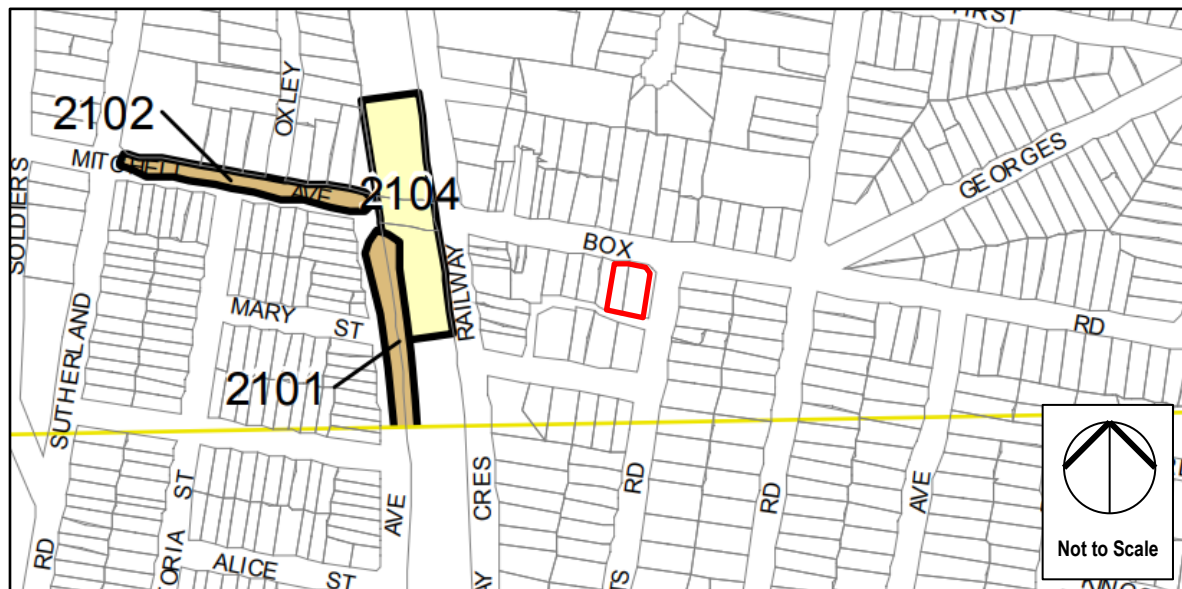 FIRST
OXLEY
2102
MITCHELL
AVE
2104
SOLDIERS
GEORGES
BOX
RAILWAY
MARY
ST
RD
SUTHERLAND
2101
RD
ST
CRES
RD
RD
AVE
AVE
ALICE
ST
Not to Scale